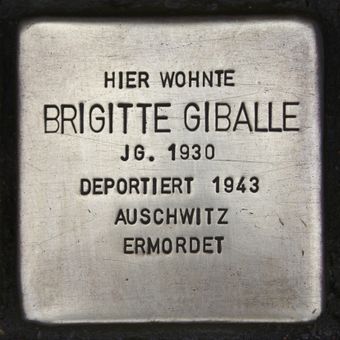 HIER WOHNTE
BRIGITTE GIBALLE
JG. 1930
DEPORTIERT 1943
AUSCHWITZ
ERMORDET